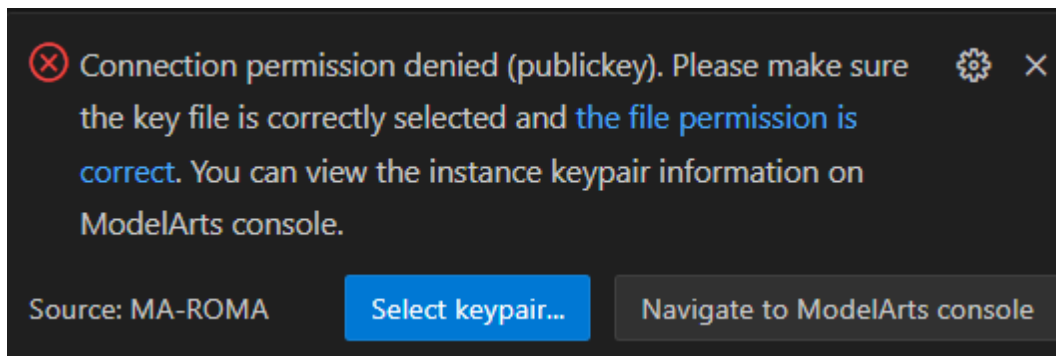 Connection permission denied (publickey). Please make sure
the key file is correctly selected and the file permission is
correct. You can view the instance keypair information on
ModelArts console.
Source: MA-ROMA
Select keypair...
Navigate to ModelArts console